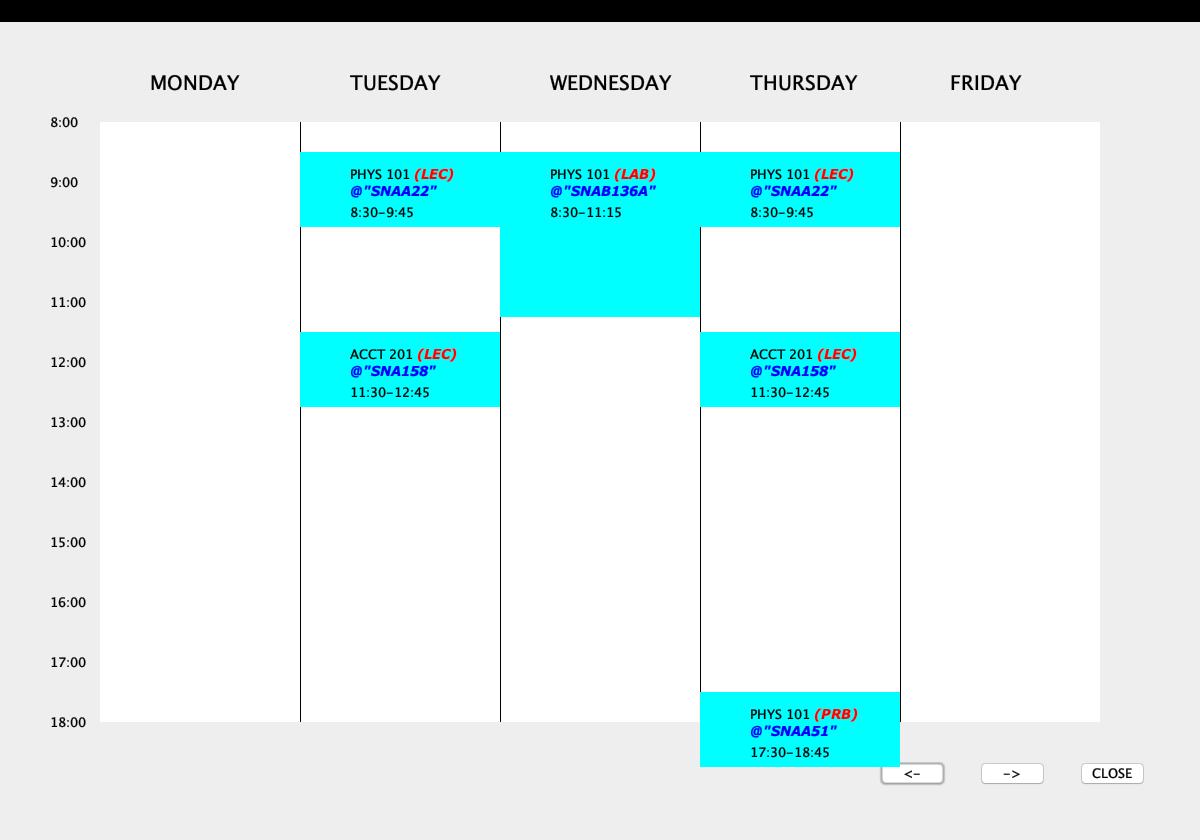 MONDAY TUESDAY WEDNESDAY THURSDAY FRIDAY
8:00
PHYS 101 (LEC) PHYS 101 (LAB) PHYS 101 (LEC)
9:00
@"SNAA22" @"SNAB136A" @"SNAA22"
8:30-9:45 8:30-11:15 8:30-9:45
10:00
11:00
ACCT 201 (LEC) ACCT 201 (LEC)
12:00
@"SNA158" @"SNA158"
11:30-12:45 11:30-12:45
13:00
14:00
15:00
16:00
17:00
PHYS 101 (PRB)
18:00
@"SNAA51"
17:30-18:45
<- -> CLOSE